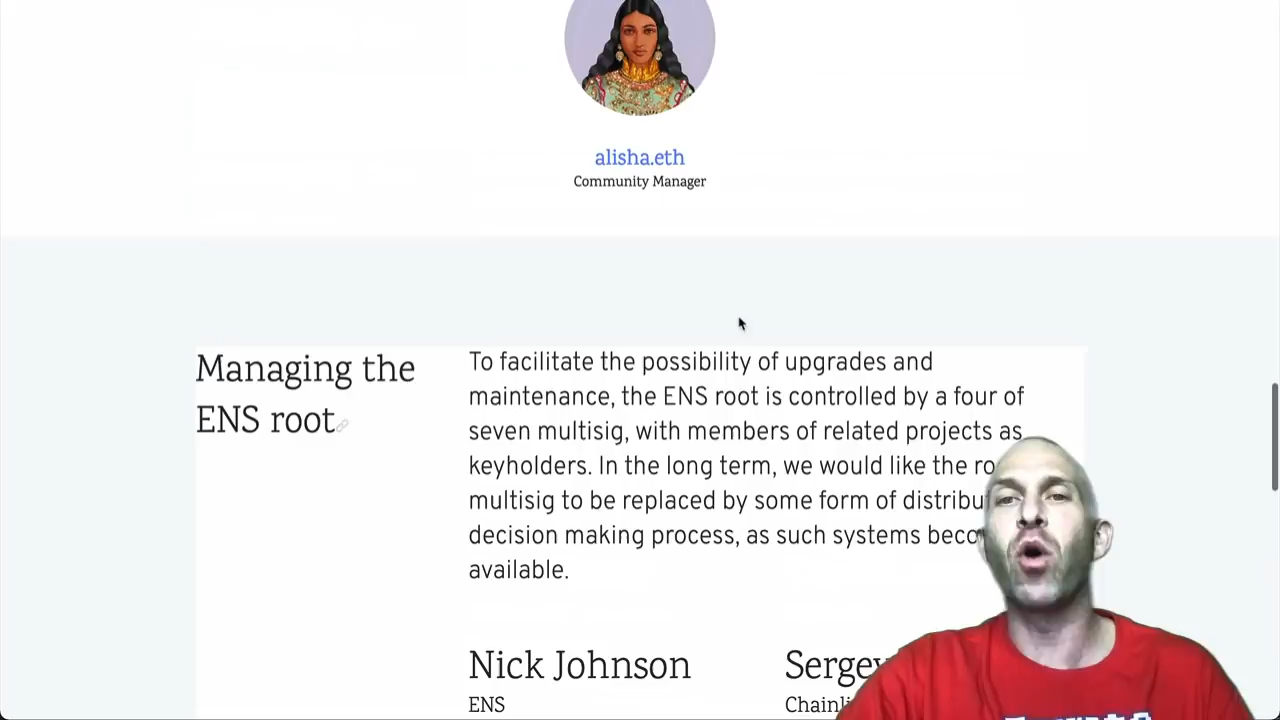 alisha.eth
Community Manager
Managing the
ENS root
To facilitate the possibility of upgrades and
maintenance, the ENS root is controlled by a four of
seven multisig, with members of related projects as
keyholders. In the long term, we would like the
multisig to be replaced by some form of
decision making process, as such systems
available.
Nick Johnson
ENS